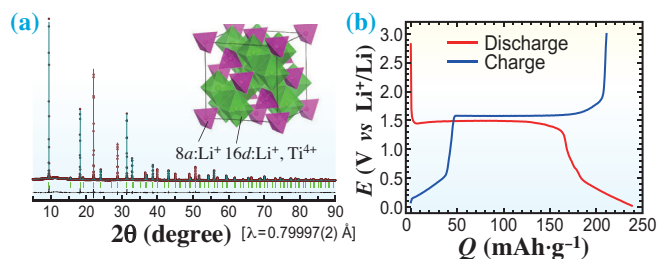 (a)
8a:Li⁺ 16d:Li⁺, Ti⁴⁺
10 20 30 40 50 60 70 80 90
2θ (degree) [λ=0.79997(2) Å]
(b)
Discharge
Charge
E (V vs Li⁺/Li)
3.0
2.5
2.0
1.5
1.0
0.5
0.0
0 50 100 150 200 250
Q (mAh·g⁻¹)